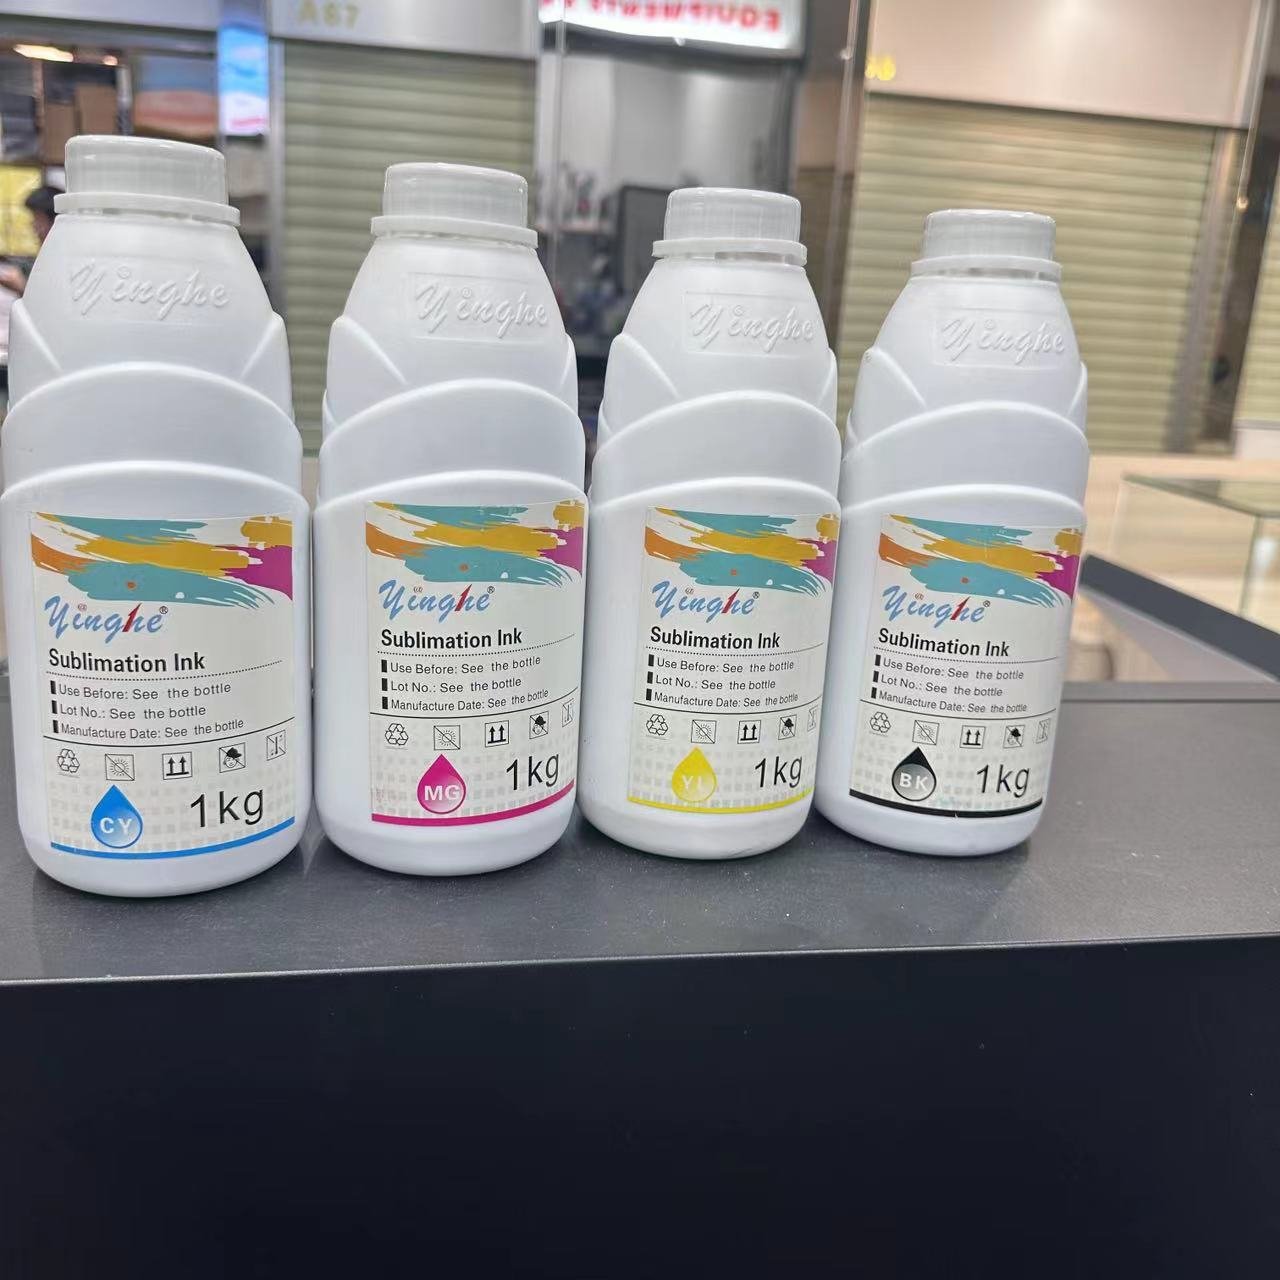 A67
EQUIPMENT
Yinghe
Yinghe
Yinghe
Yinghe
Yinghe®
Sublimation Ink
Use Before: See the bottle
Lot No.: See the bottle
Manufacture Date: See the bottle
CY
1kg
Yinghe®
Sublimation Ink
Use Before: See the bottle
Lot No.: See the bottle
Manufacture Date: See the bottle
MG
1kg
Yinghe®
Sublimation Ink
Use Before: See the bottle
Lot No.: See the bottle
Manufacture Date: See the bottle
YL
1kg
Yinghe®
Sublimation Ink
Use Before: See the bottle
Lot No.: See the bottle
Manufacture Date: See the bottle
BK
1kg